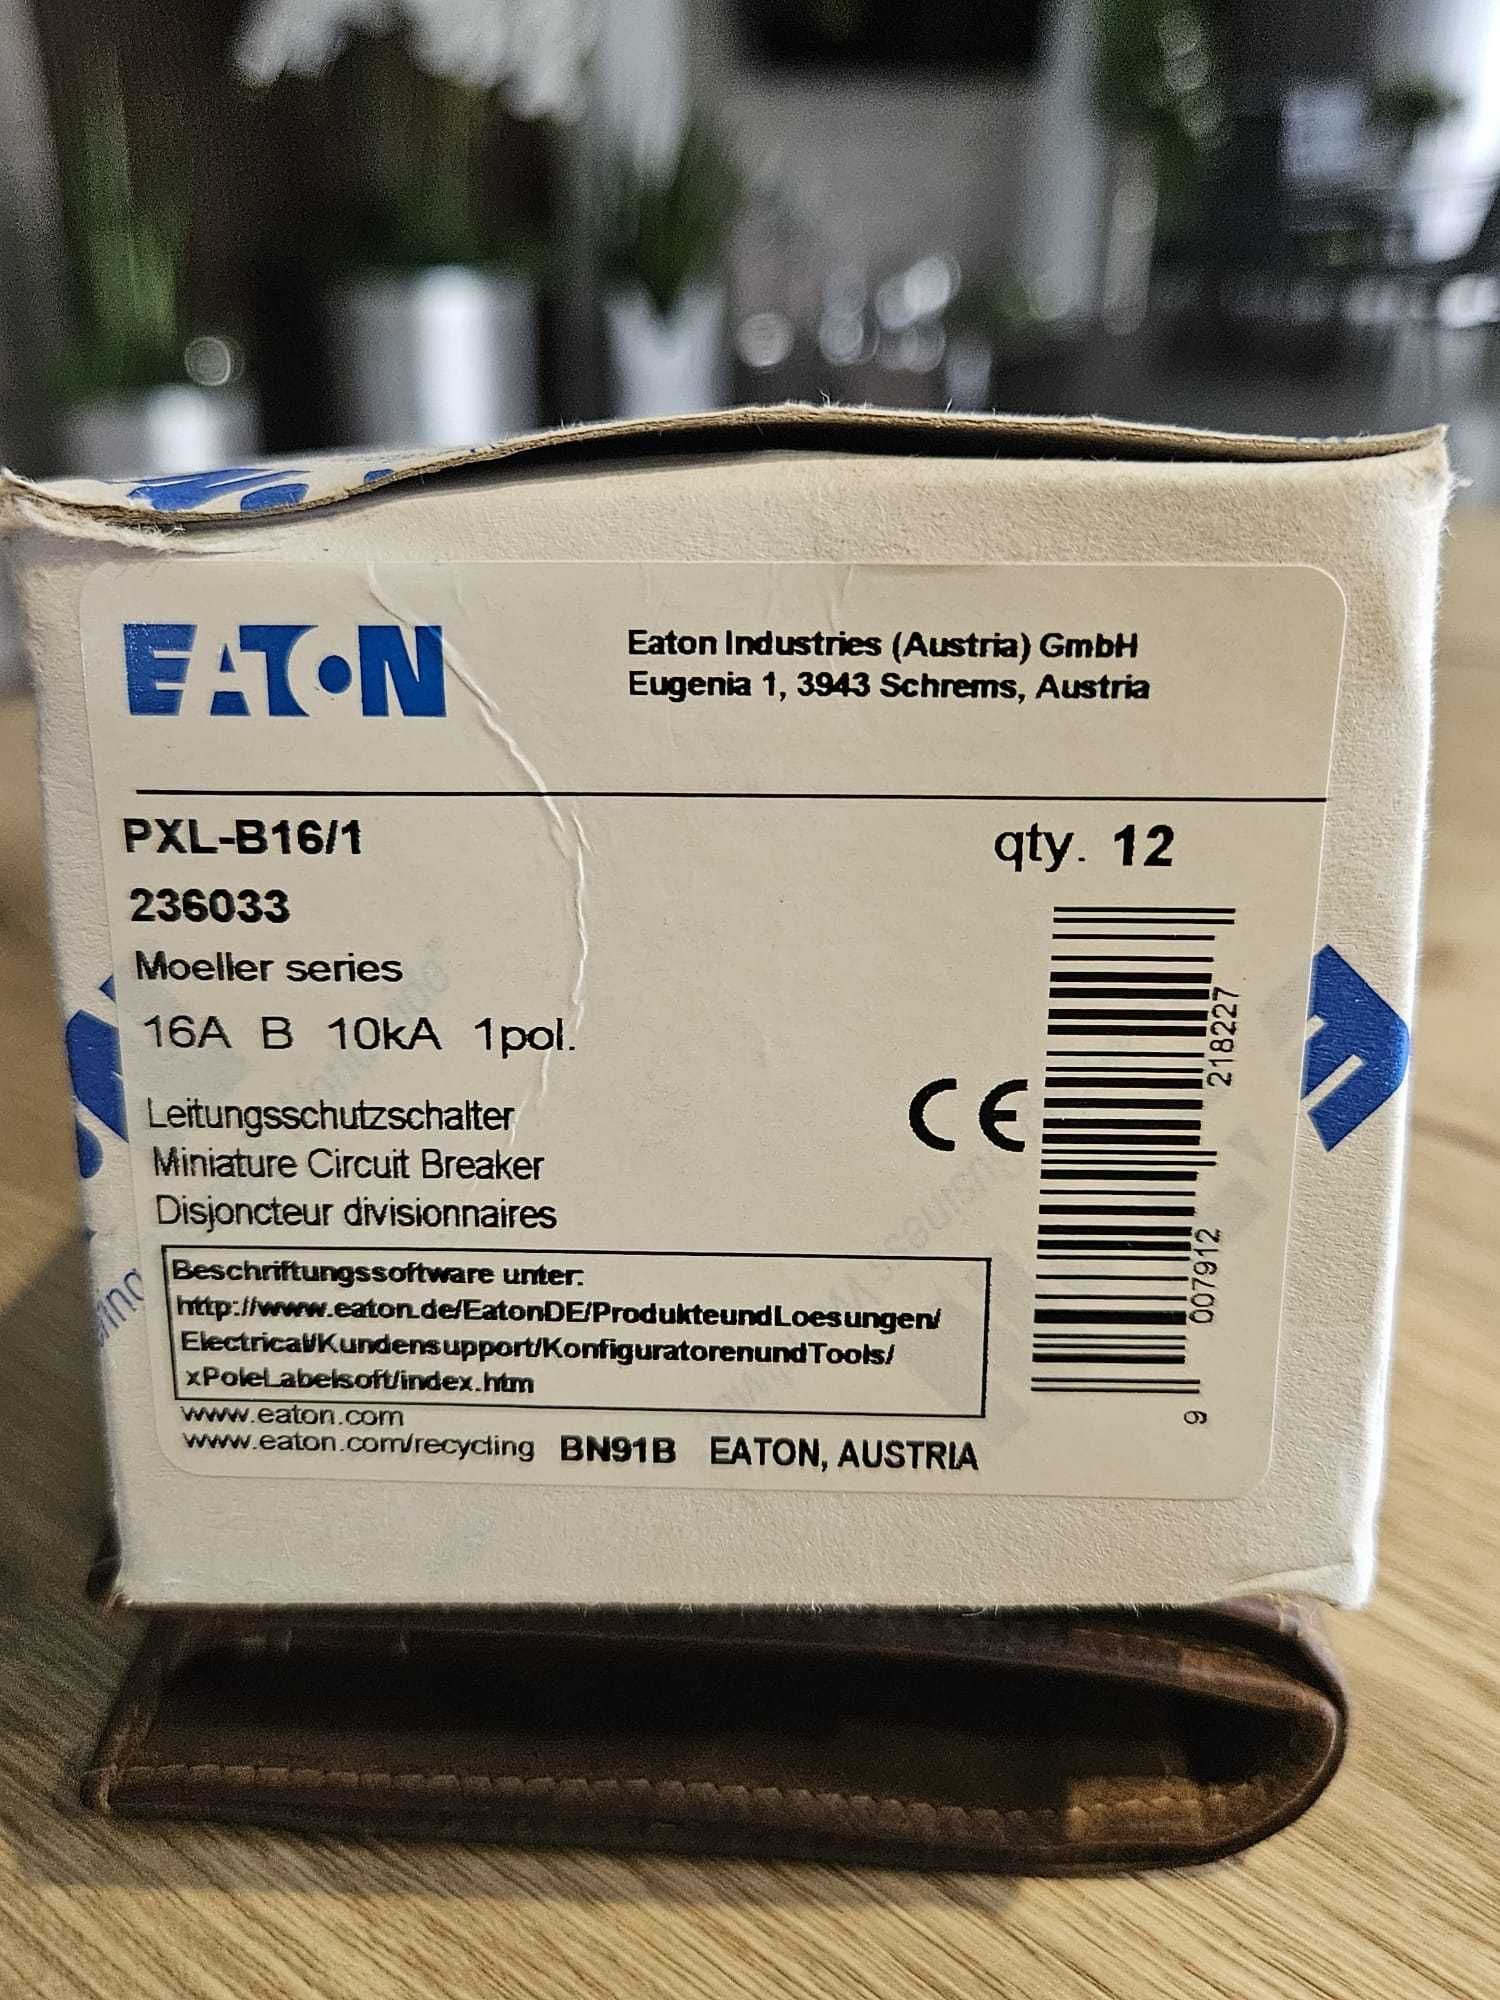 EATON
Eaton Industries (Austria) GmbH
Eugenia 1, 3943 Schrems, Austria
PXL-B16/1
qty. 12
236033
Moeller series
16A B 10kA 1pol.
Leitungsschutzschalter
Miniature Circuit Breaker
Disjoncteur divisionnaires
CE
9 007912 218227
Beschriftungssoftware unter:
http://www.eaton.de/EatonDE/ProdukteundLoesungen/
Electrical/Kundensupport/KonfiguratorenundTools/
xPoleLabelsoft/index.htm
www.eaton.com
www.eaton.com/recycling BN91B EATON, AUSTRIA